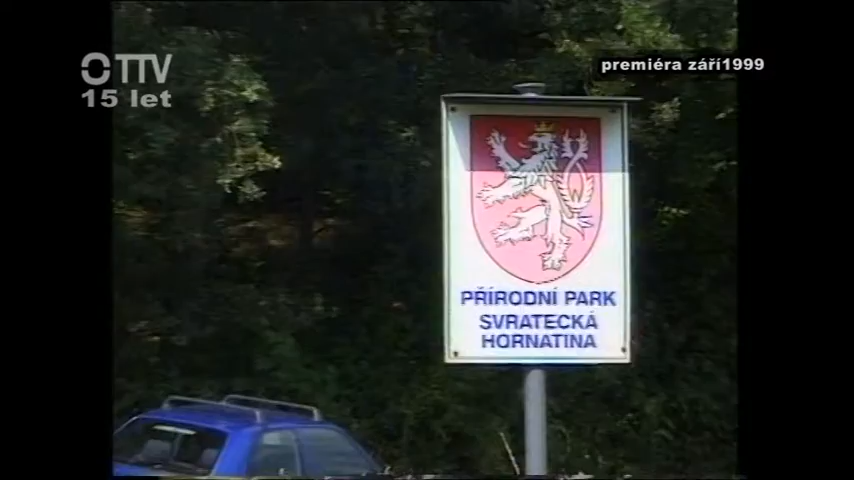 OTTV
15 let
premiéra září1999
PŘÍRODNÍ PARK
SVRATECKÁ
HORNATINA